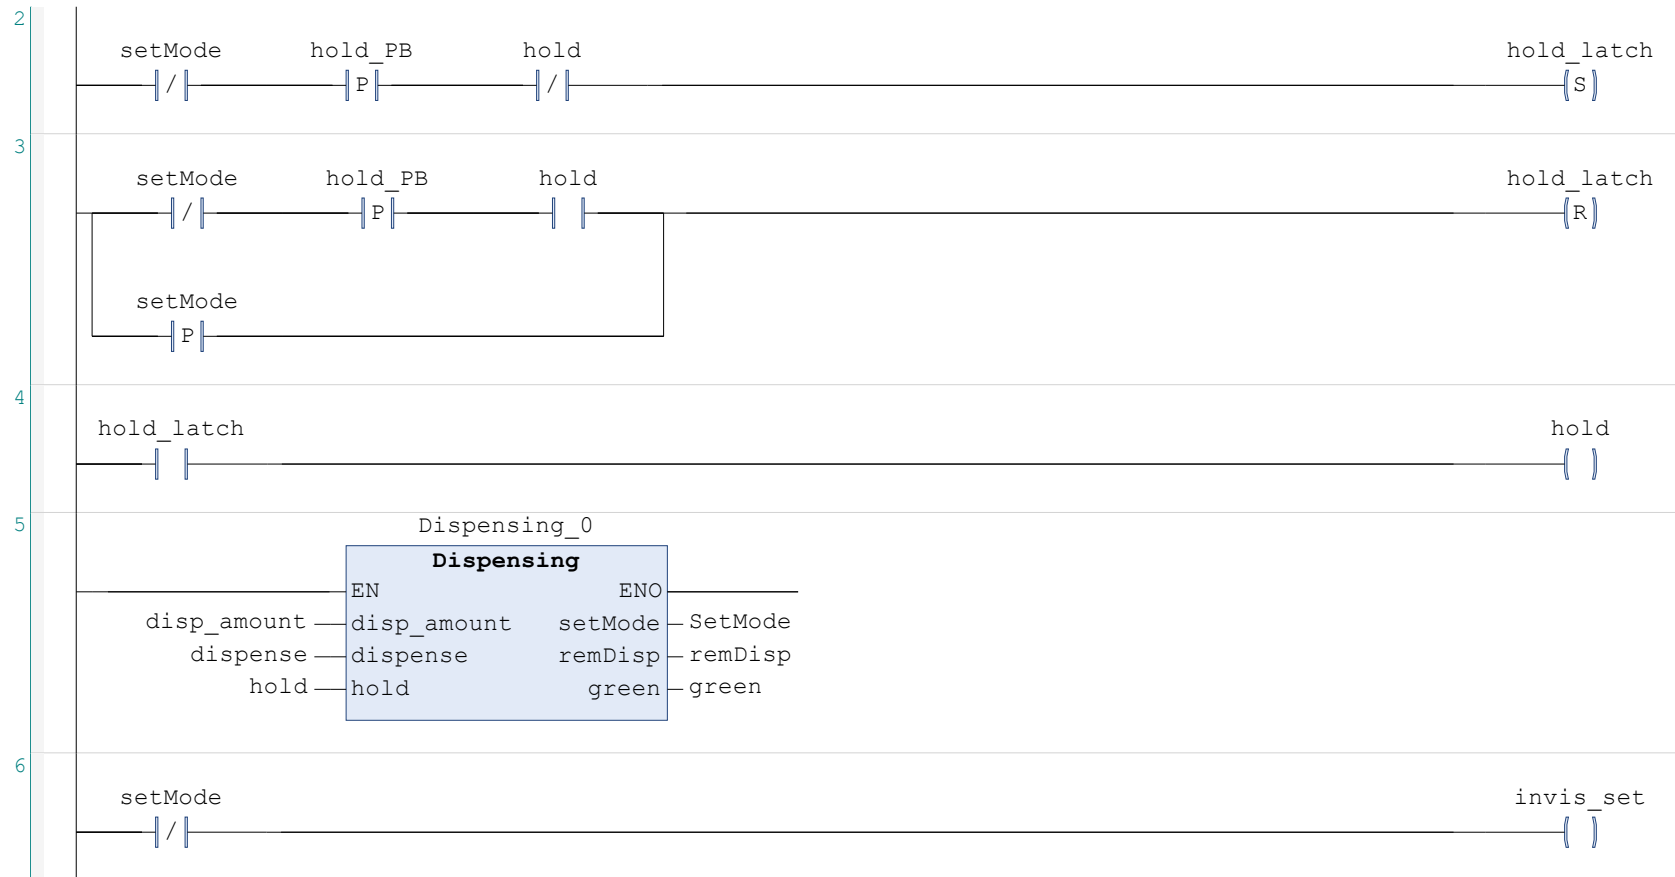 2
setMode hold_PB hold hold_latch
/ P / S
3
setMode hold_PB hold hold_latch
/ P R
setMode
P
4
hold_latch hold
5
Dispensing_0
Dispensing
EN ENO
disp_amount disp_amount setMode SetMode
dispense dispense remDisp remDisp
hold hold green green
6
setMode invis_set
/